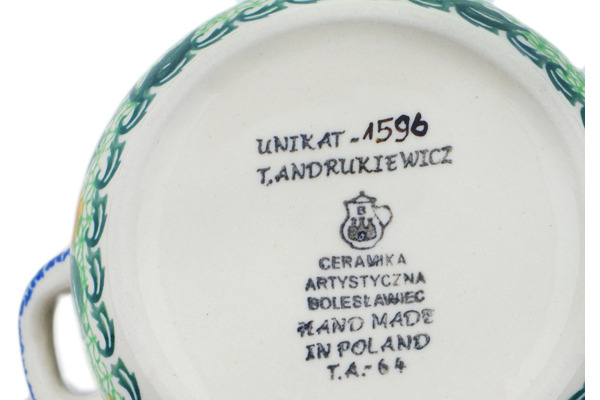 UNIKAT-1596
T.ANDRUKIEWICZ
B
CERAMIKA
ARTYSTYCZNA
BOLESŁAWIEC
HAND MADE
IN POLAND
T.A.-64